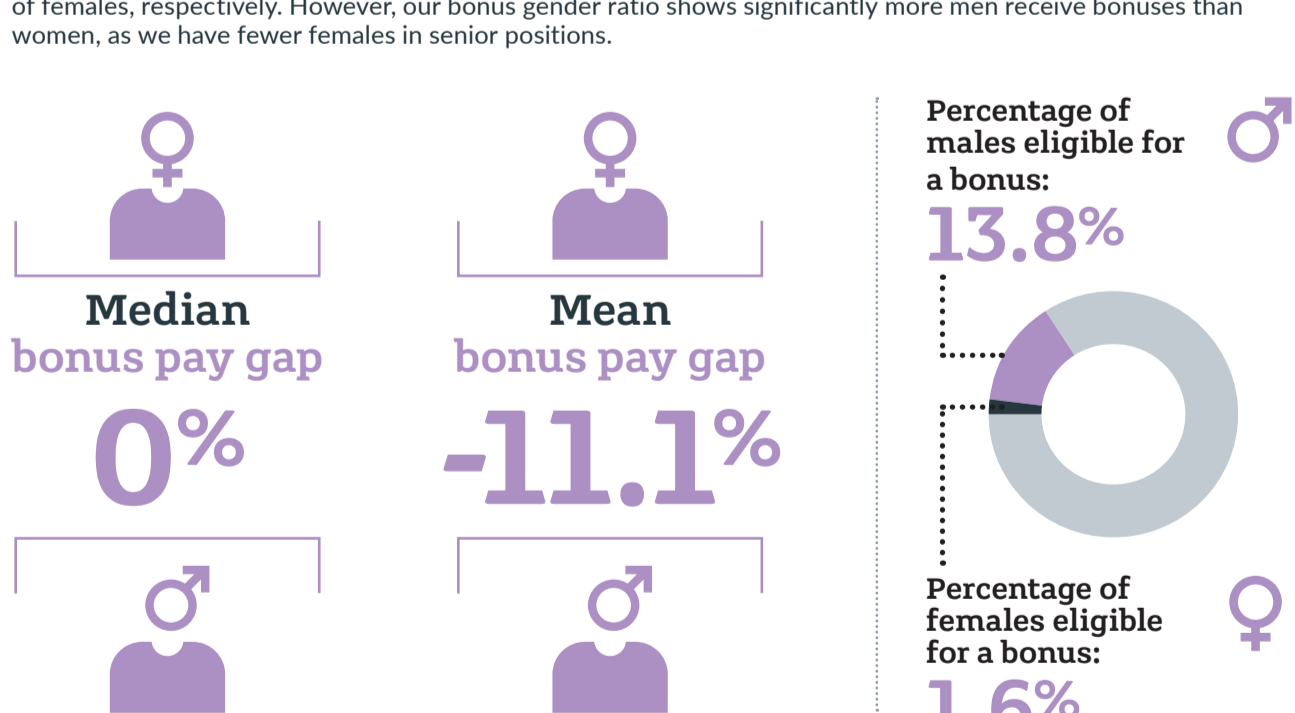 of females, respectively. However, our bonus gender ratio shows significantly more men receive bonuses than
women, as we have fewer females in senior positions.
Median
bonus pay gap
0%
Mean
bonus pay gap
-11.1%
Percentage of
males eligible for
a bonus:
13.8%
Percentage of
females eligible
for a bonus:
1.6%